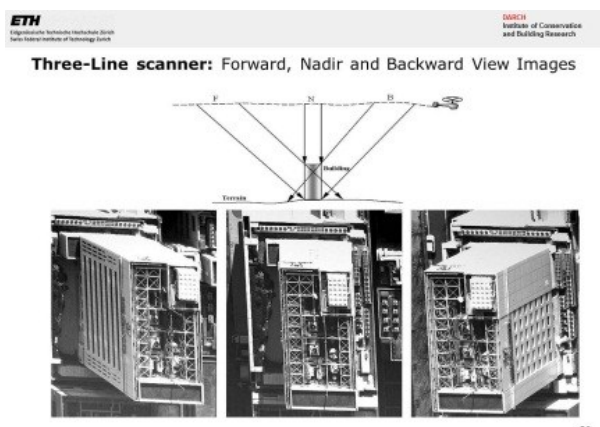 ETH
Eidgenössische Technische Hochschule Zürich
Swiss Federal Institute of Technology Zurich
DARCH
Institute of Conservation
and Building Research
Three-Line scanner: Forward, Nadir and Backward View Images
F N B
Building
Terrain